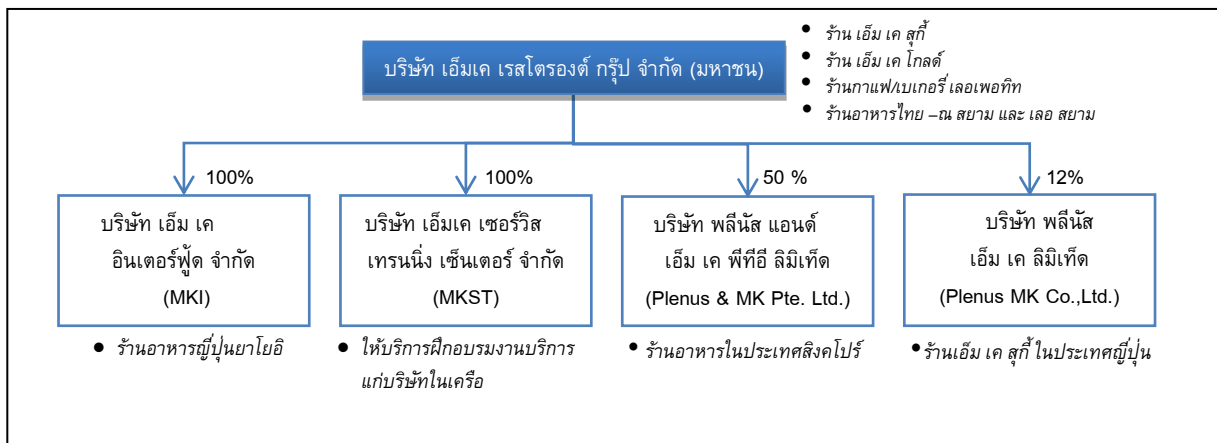 บริษัท เอ็มเค เรสโตรองต์ กรุ๊ป จำกัด (มหาชน)
• ร้าน เอ็ม เค สุกี้
• ร้าน เอ็ม เค โกลด์
• ร้านกาแฟ/เบเกอรี่ เลอเพอทิท
• ร้านอาหารไทย –ณ สยาม และ เลอ สยาม
100%
บริษัท เอ็ม เค
อินเตอร์ฟู้ด จำกัด
(MKI)
• ร้านอาหารญี่ปุ่นยาโยอิ
100%
บริษัท เอ็มเค เซอร์วิส
เทรนนิ่ง เซ็นเตอร์ จำกัด
(MKST)
• ให้บริการฝึกอบรมงานบริการ
แก่บริษัทในเครือ
50 %
บริษัท พลีนัส แอนด์
เอ็ม เค พีทีอี ลิมิเท็ด
(Plenus & MK Pte. Ltd.)
• ร้านอาหารในประเทศสิงคโปร์
12%
บริษัท พลีนัส
เอ็ม เค ลิมิเท็ด
(Plenus MK Co.,Ltd.)
• ร้านเอ็ม เค สุกี้ ในประเทศญี่ปุ่น